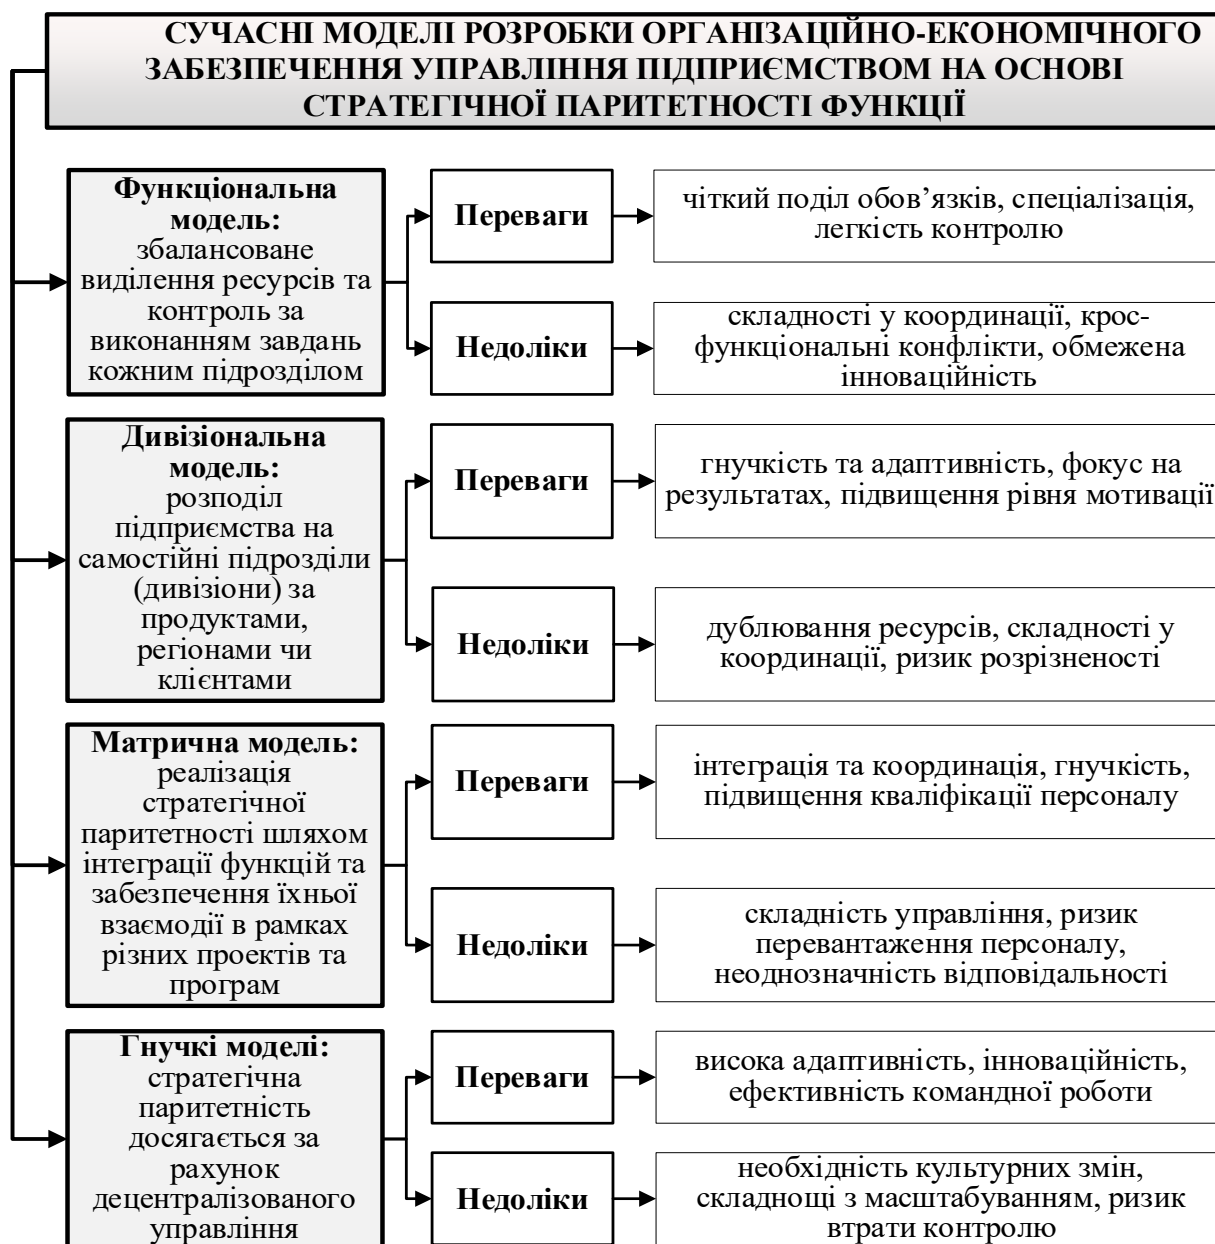 СУЧАСНІ МОДЕЛІ РОЗРОБКИ ОРГАНІЗАЦІЙНО-ЕКОНОМІЧНОГО
ЗАБЕЗПЕЧЕННЯ УПРАВЛІННЯ ПІДПРИЄМСТВОМ НА ОСНОВІ
СТРАТЕГІЧНОЇ ПАРИТЕТНОСТІ ФУНКЦІЇ
Функціональна
модель:
збалансоване
виділення ресурсів та
контроль за
виконанням завдань
кожним підрозділом
Переваги
чіткий поділ обов’язків, спеціалізація,
легкість контролю
Недоліки
складності у координації, крос-
функціональні конфлікти, обмежена
інноваційність
Дивізіональна
модель:
розподіл
підприємства на
самостійні підрозділи
(дивізіони) за
продуктами,
регіонами чи
клієнтами
Переваги
гнучкість та адаптивність, фокус на
результатах, підвищення рівня мотивації
Недоліки
дублювання ресурсів, складності у
координації, ризик розрізненості
Матрична модель:
реалізація
стратегічної
паритетності шляхом
інтеграції функцій та
забезпечення їхньої
взаємодії в рамках
різних проектів та
програм
Переваги
інтеграція та координація, гнучкість,
підвищення кваліфікації персоналу
Недоліки
складність управління, ризик
перевантаження персоналу,
неоднозначність відповідальності
Гнучкі моделі:
стратегічна
паритетність
досягається за
рахунок
децентралізованого
управління
Переваги
висока адаптивність, інноваційність,
ефективність командної роботи
Недоліки
необхідність культурних змін,
складнощі з масштабуванням, ризик
втрати контролю